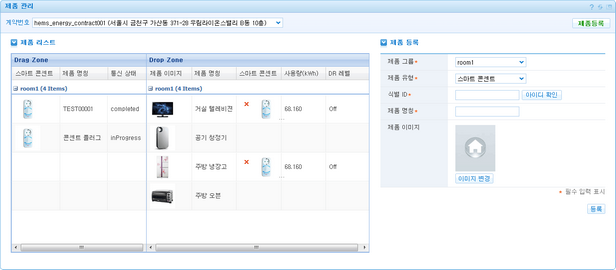 제품 관리
계약번호 hems_energy_contract001 (서울시 금천구 가산동 371-28 우림라이온스밸리 B동 10층)
제품등록
제품 리스트
Drag Zone
Drop Zone
스마트 콘센트 제품 명칭 통신 상태
제품 이미지 제품 명칭 스마트 콘센트 사용량(kWh) DR 레벨
room1 (4 Items)
room1 (4 Items)
TEST00001 completed
거실 텔레비젼 68.160 Off
...
콘센트 플러그 inProgress
공기 청정기
주방 냉장고 68.160 Off
...
주방 오븐
제품 등록
제품 그룹* room1
제품 유형* 스마트 콘센트
식별 ID* 아이디 확인
제품 명칭*
제품 이미지
이미지 변경
* 필수 입력 표시
등록